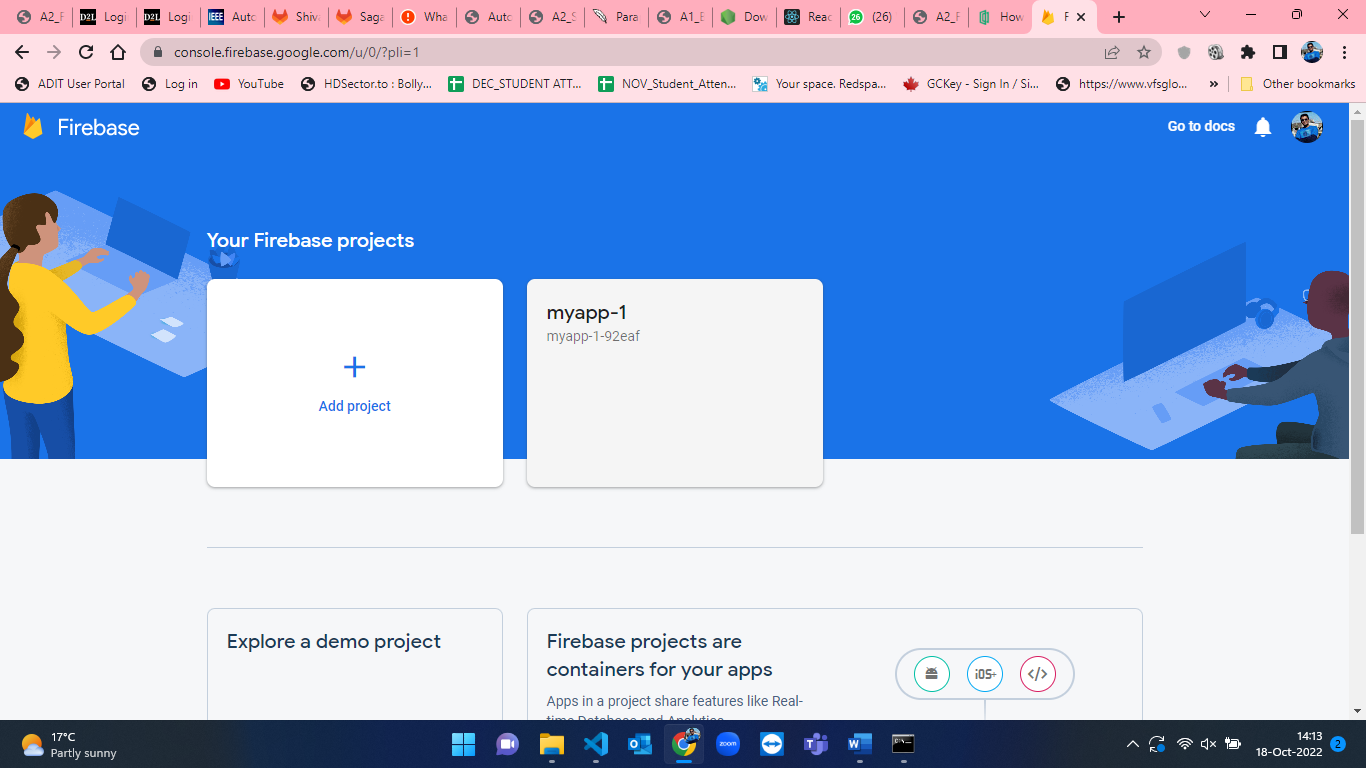 A2_F Logi Logi Auto Shiv Saga Wha Auto A2_S Para A1_E Dow Reac (26) A2_F How F
console.firebase.google.com/u/0/?pli=1
ADIT User Portal Log in YouTube HDSector.to : Bolly... DEC_STUDENT ATT... NOV_Student_Atten... Your space. Redspa... GCKey - Sign In / Si... https://www.vfsglo... » Other bookmarks
Firebase Go to docs
Your Firebase projects
myapp-1
myapp-1-92eaf
Add project
Explore a demo project
Firebase projects are
containers for your apps
iOS+ </>
Apps in a project share features like Real-
time Database and Analytics
17°C
Partly sunny
zoom
14:13
18-Oct-2022 2